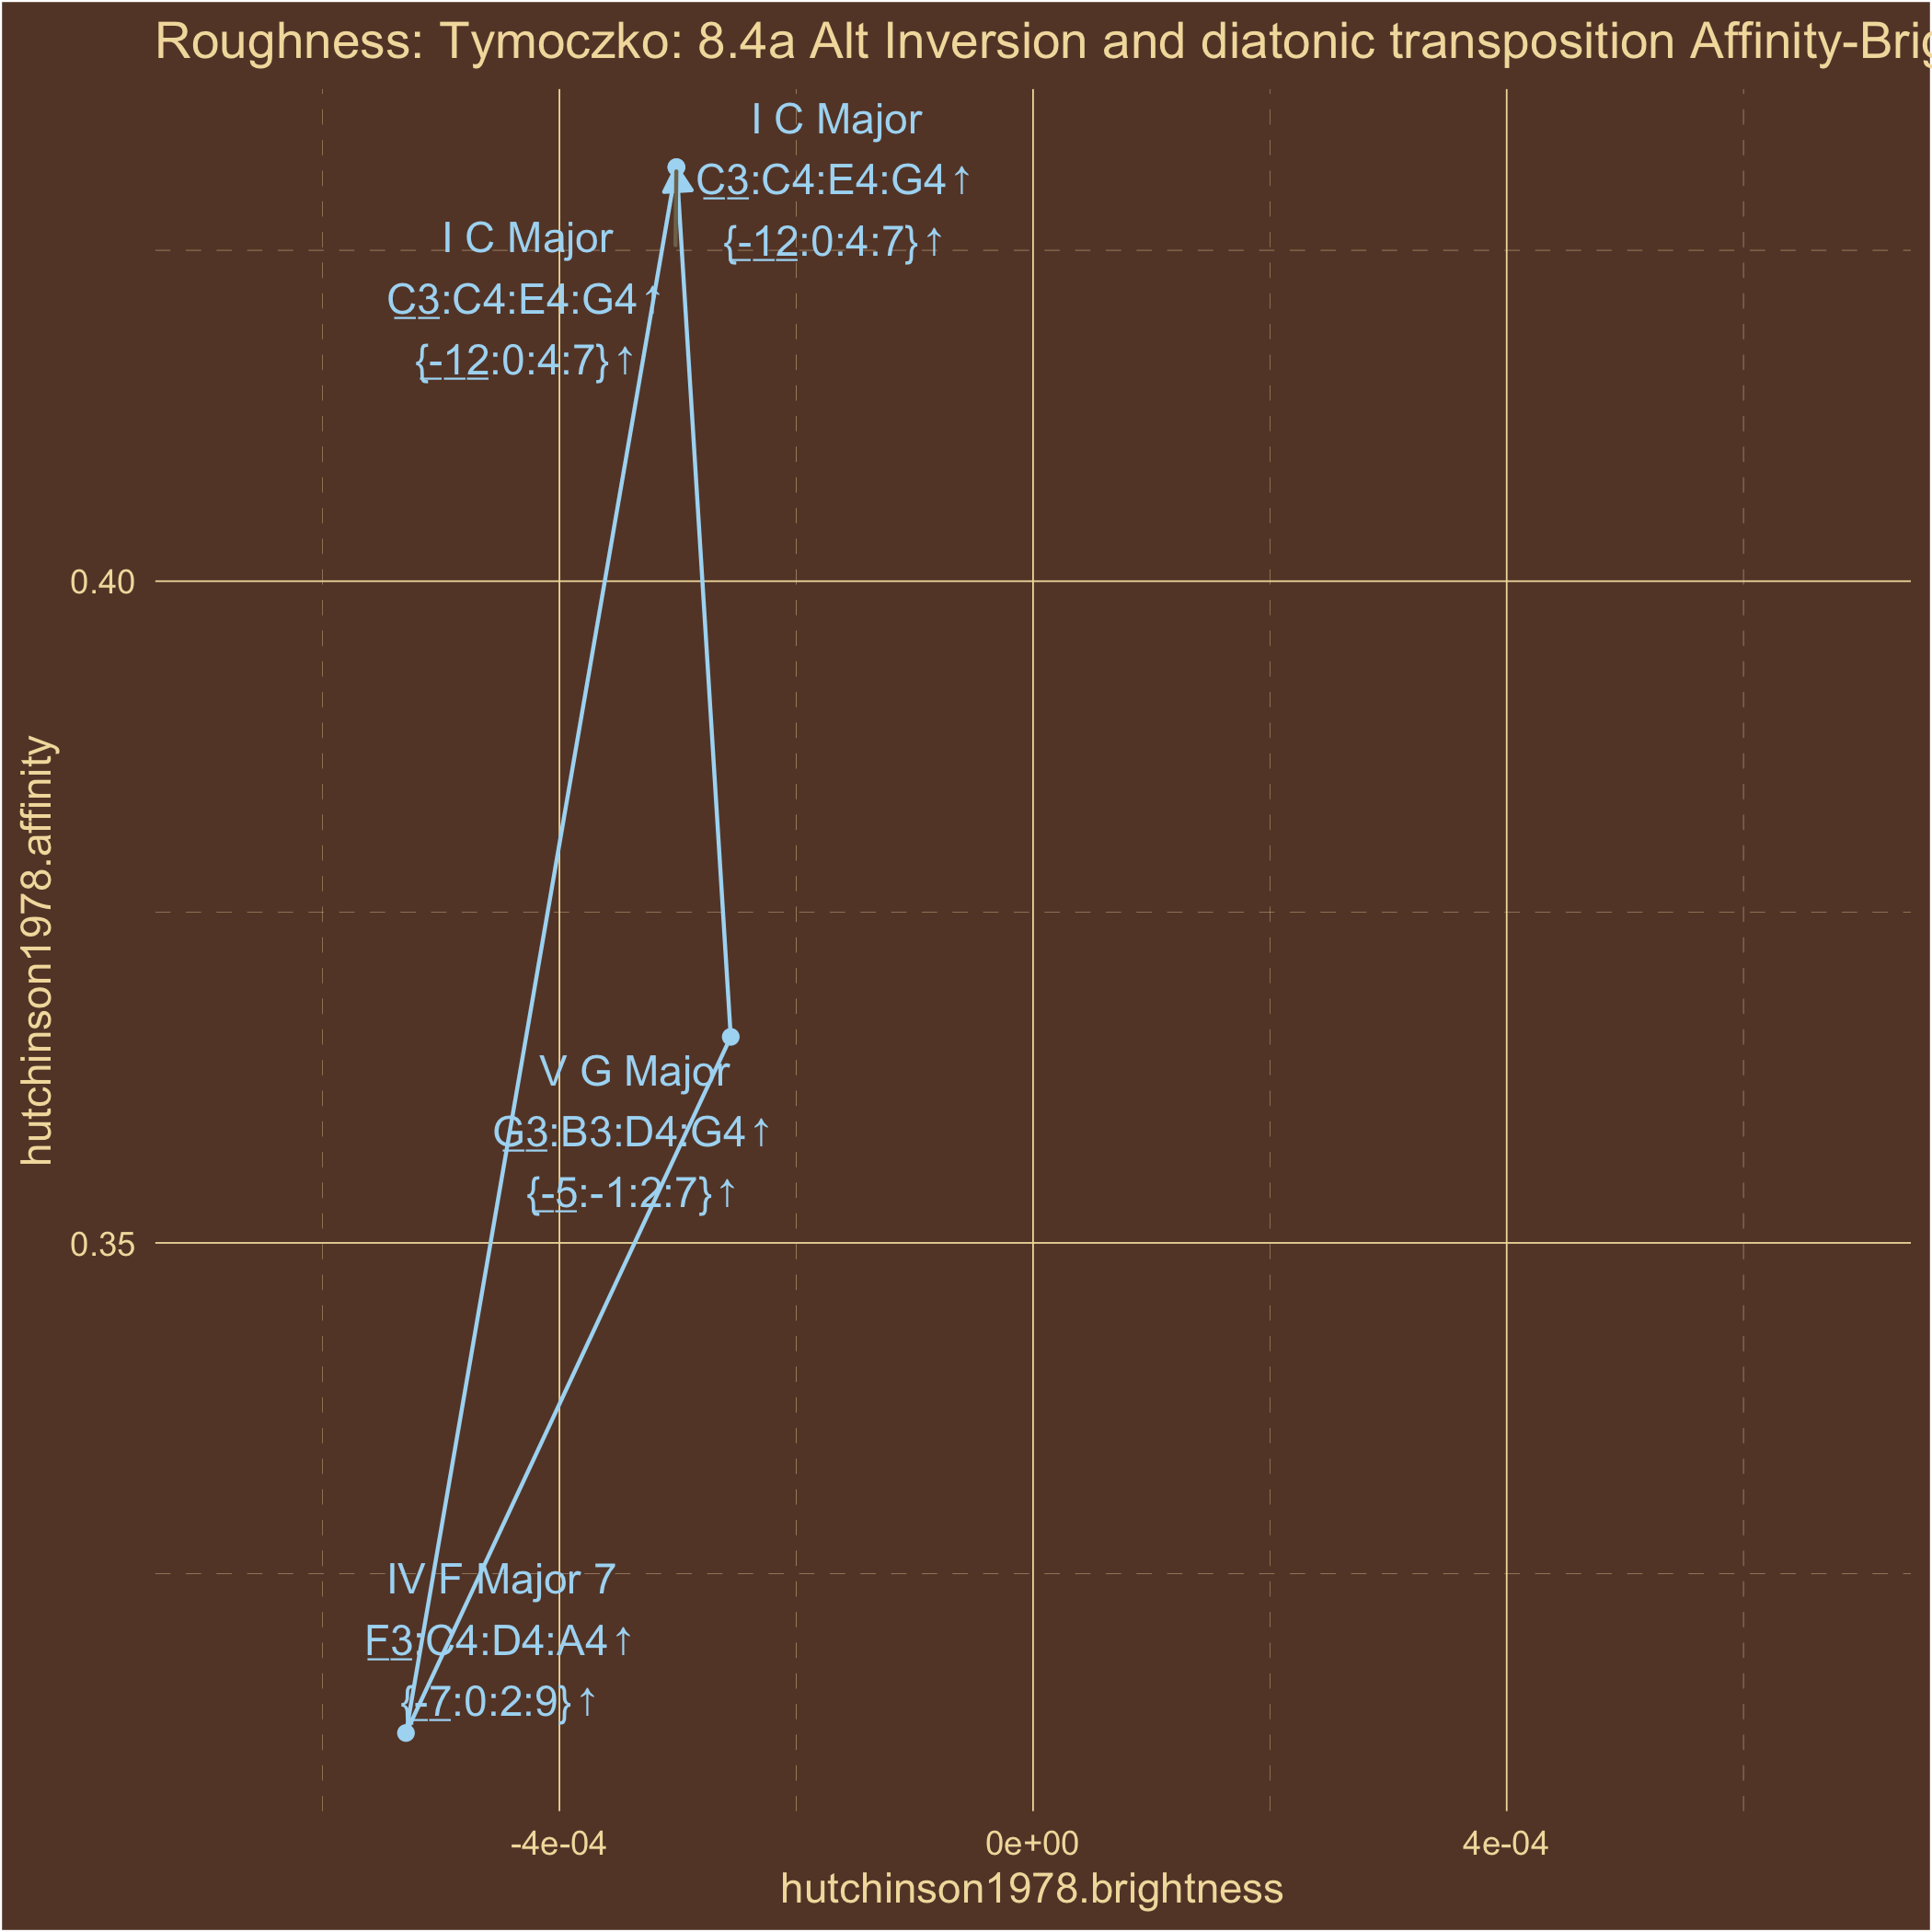 Roughness: Tymoczko: 8.4a Alt Inversion and diatonic transposition Affinity-Brig
I C Major
C3:C4:E4:G4↑
{-12:0:4:7}↑
I C Major
C3:C4:E4:G4↑
{-12:0:4:7}↑
0.40
hutchinson1978.affinity
V G Major
G3:B3:D4:G4↑
{-5:-1:2:7}↑
0.35
IV F Major 7
F3:C4:D4:A4↑
{-7:0:2:9}↑
-4e-04 0e+00 4e-04
hutchinson1978.brightness